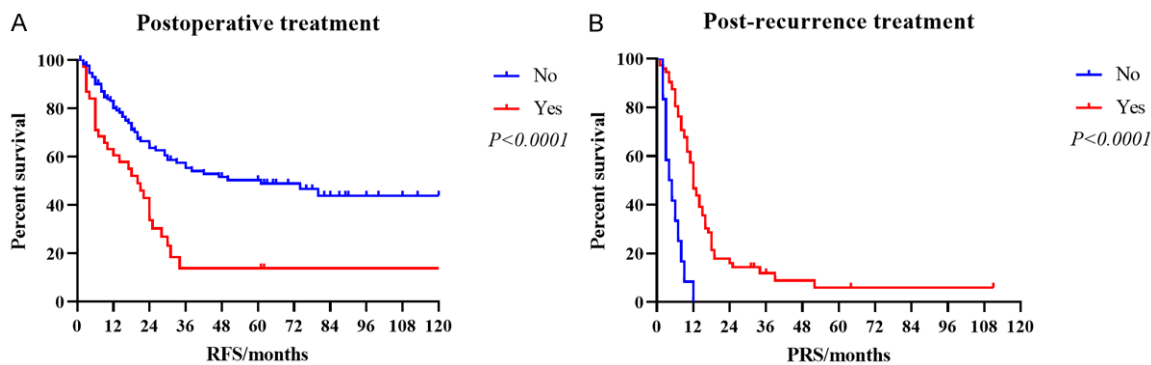 A
Postoperative treatment
Percent survival
100
80
60
40
20
0
0 12 24 36 48 60 72 84 96 108 120
RFS/months
No
Yes
P<0.0001
B
Post-recurrence treatment
Percent survival
100
80
60
40
20
0
0 12 24 36 48 60 72 84 96 108 120
PRS/months
No
Yes
P<0.0001